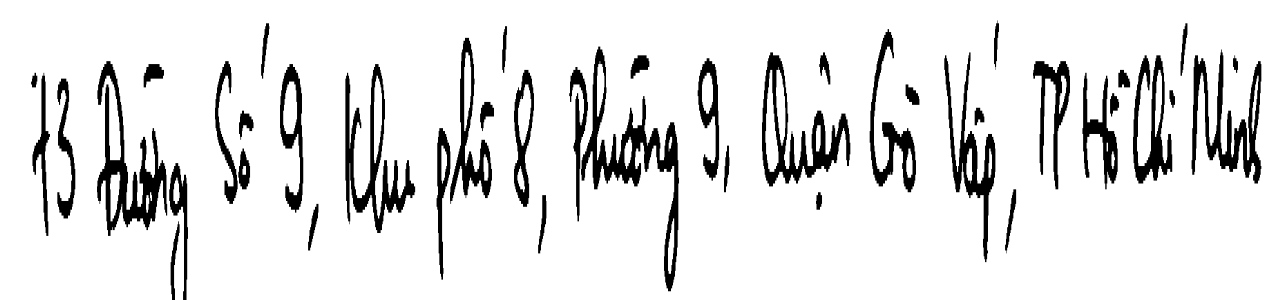 73 Đường Số 9, Khu phố 8, Phường 9, Quận Gò Vấp, TP Hồ Chí Minh